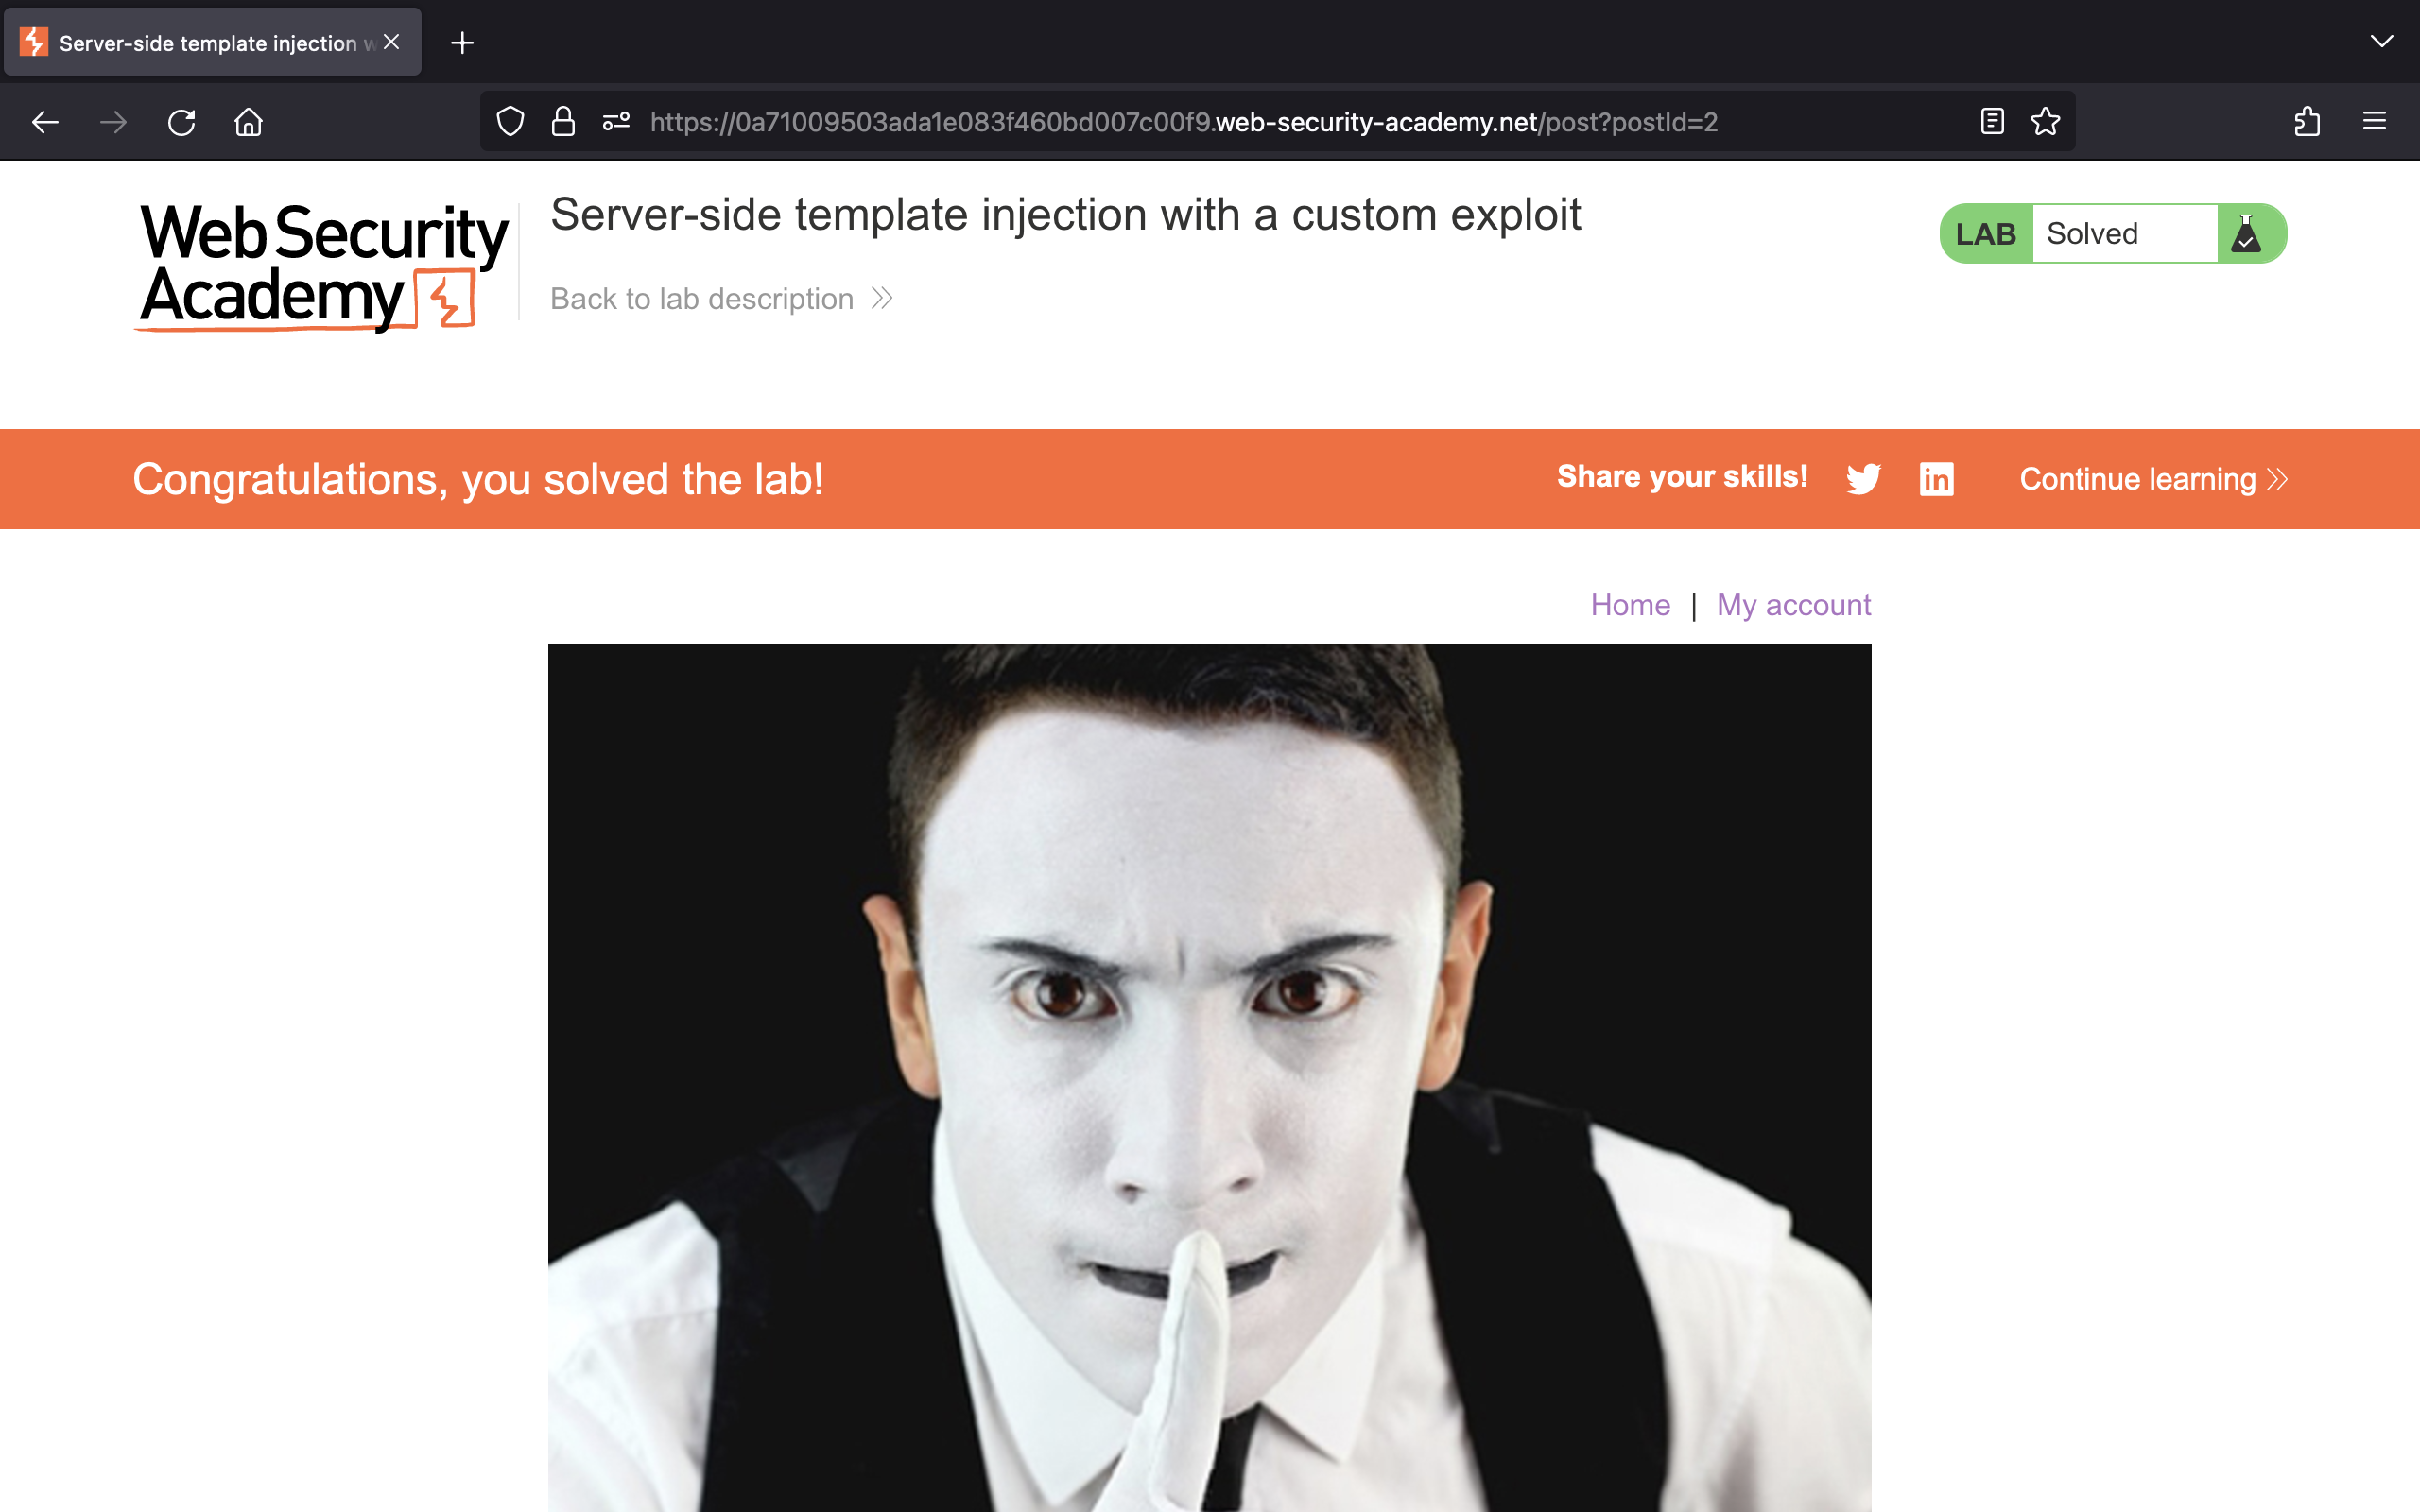 Server-side template injection w
https://0a71009503ada1e083f460bd007c00f9.web-security-academy.net/post?postId=2
Web Security
Academy
Server-side template injection with a custom exploit
Back to lab description
LAB Solved
Congratulations, you solved the lab!
Share your skills!
Continue learning
Home | My account